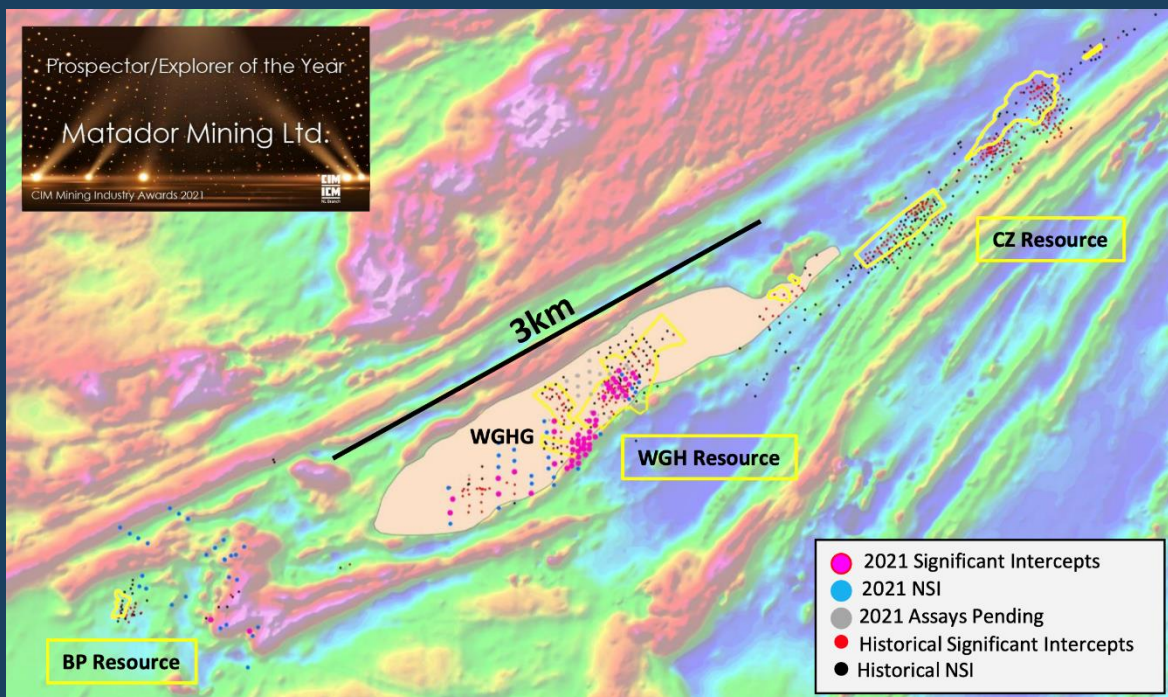 Prospector/Explorer of the Year
Matador Mining Ltd.
CIM Mining Industry Awards 2021
CIM
ICM
3km
CZ Resource
WGHG
WGH Resource
BP Resource
2021 Significant Intercepts
2021 NSI
2021 Assays Pending
Historical Significant Intercepts
Historical NSI